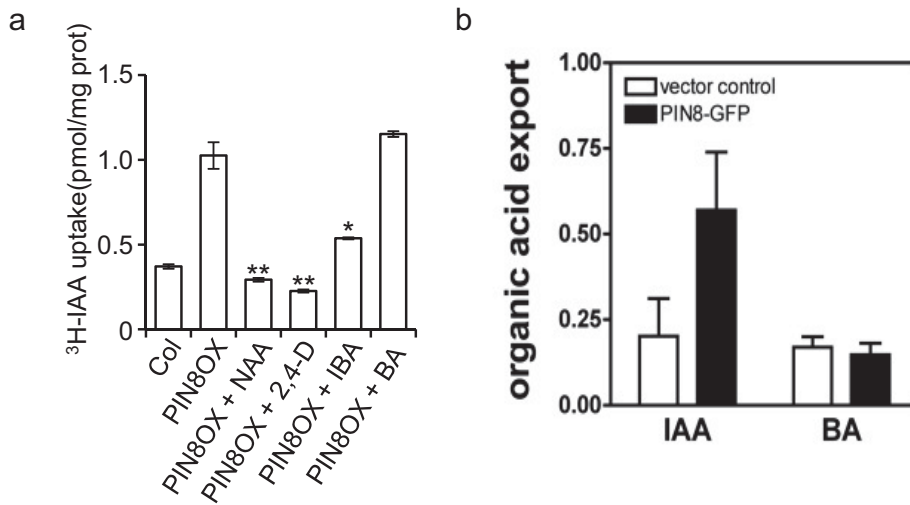 a
³H-IAA uptake(pmol/mg prot)
1.5
1.0
0.5
0
**
**
*
Col
PIN8OX
PIN8OX + NAA
PIN8OX + 2,4-D
PIN8OX + IBA
PIN8OX + BA
b
organic acid export
1.00
0.75
0.50
0.25
0.00
vector control
PIN8-GFP
IAA
BA